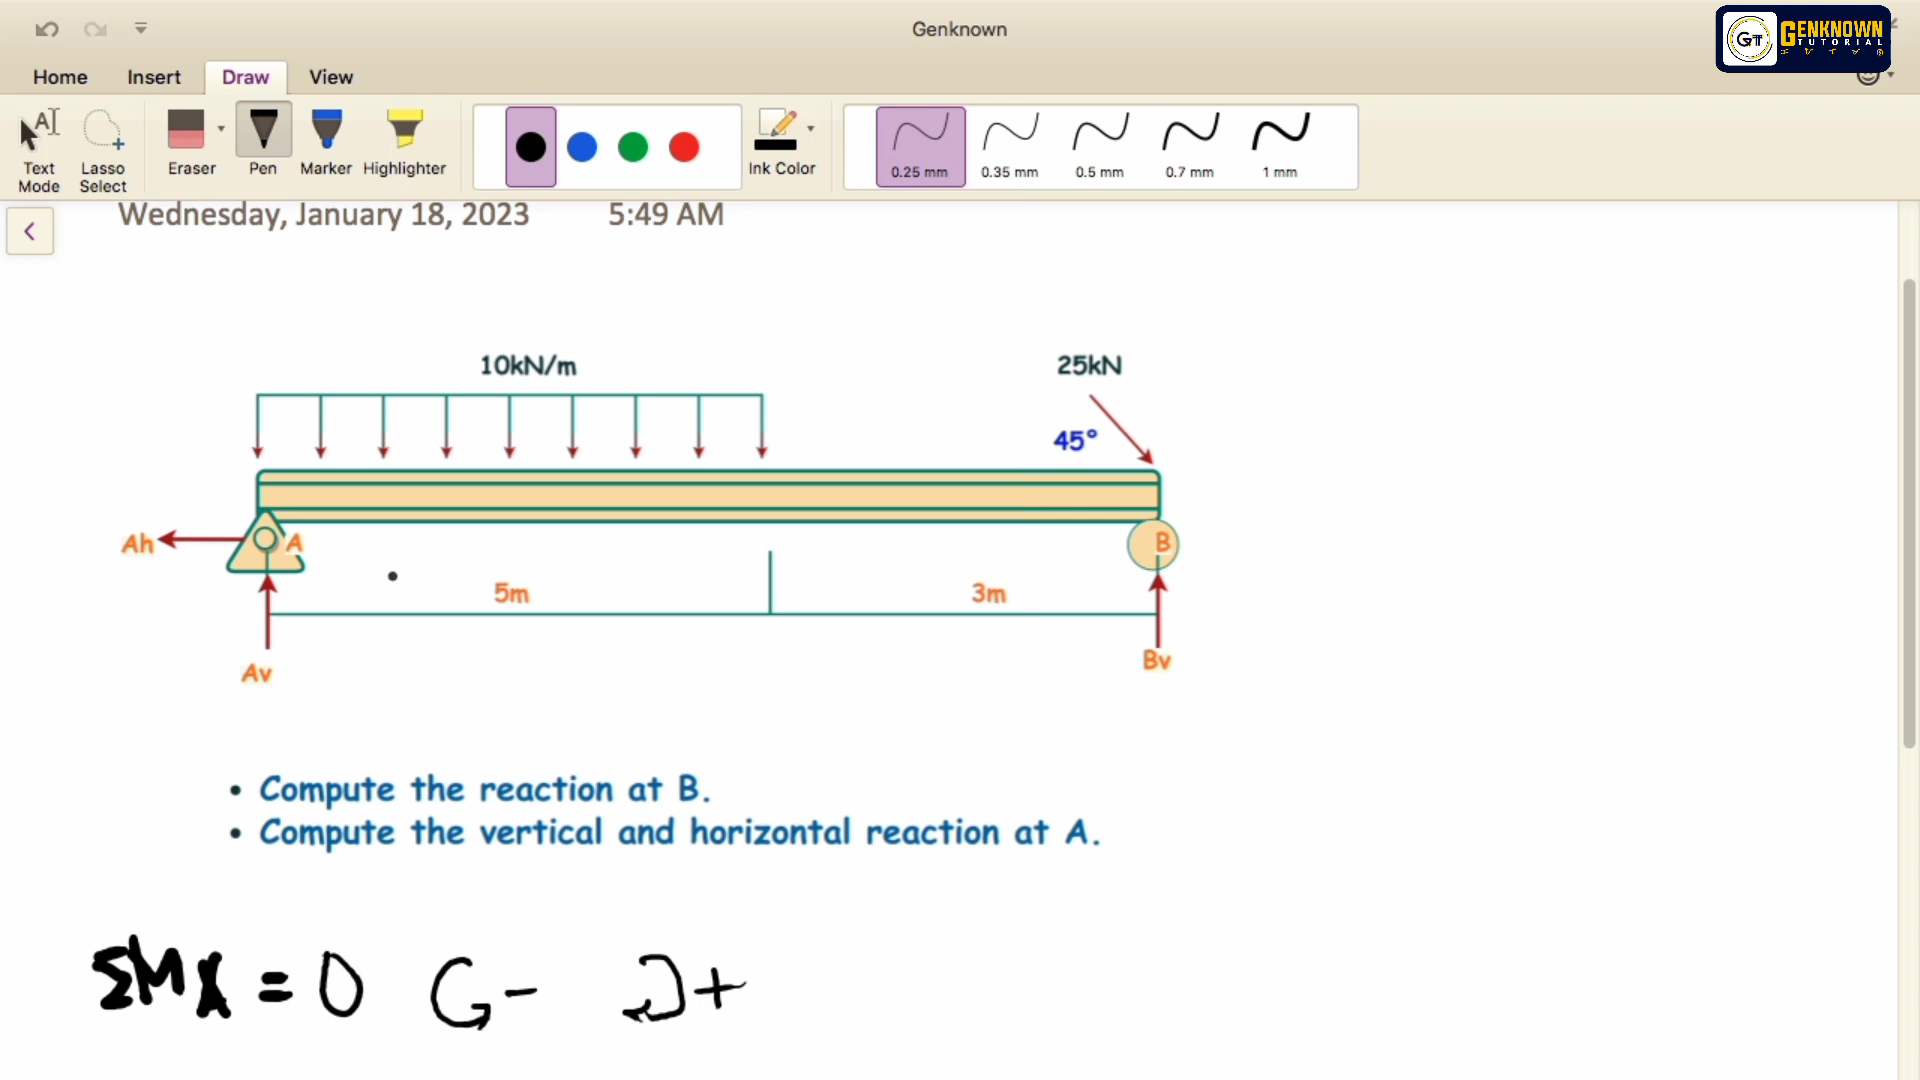 Genknown
GT GENKNOWN
TUTORIAL
Home Insert Draw View
Text Mode Lasso Select Eraser Pen Marker Highlighter Ink Color 0.25 mm 0.35 mm 0.5 mm 0.7 mm 1 mm
Wednesday, January 18, 2023 5:49 AM
10kN/m 25kN
45°
Ah A B
5m 3m
Av Bv
• Compute the reaction at B.
• Compute the vertical and horizontal reaction at A.
ΣM = 0 - +